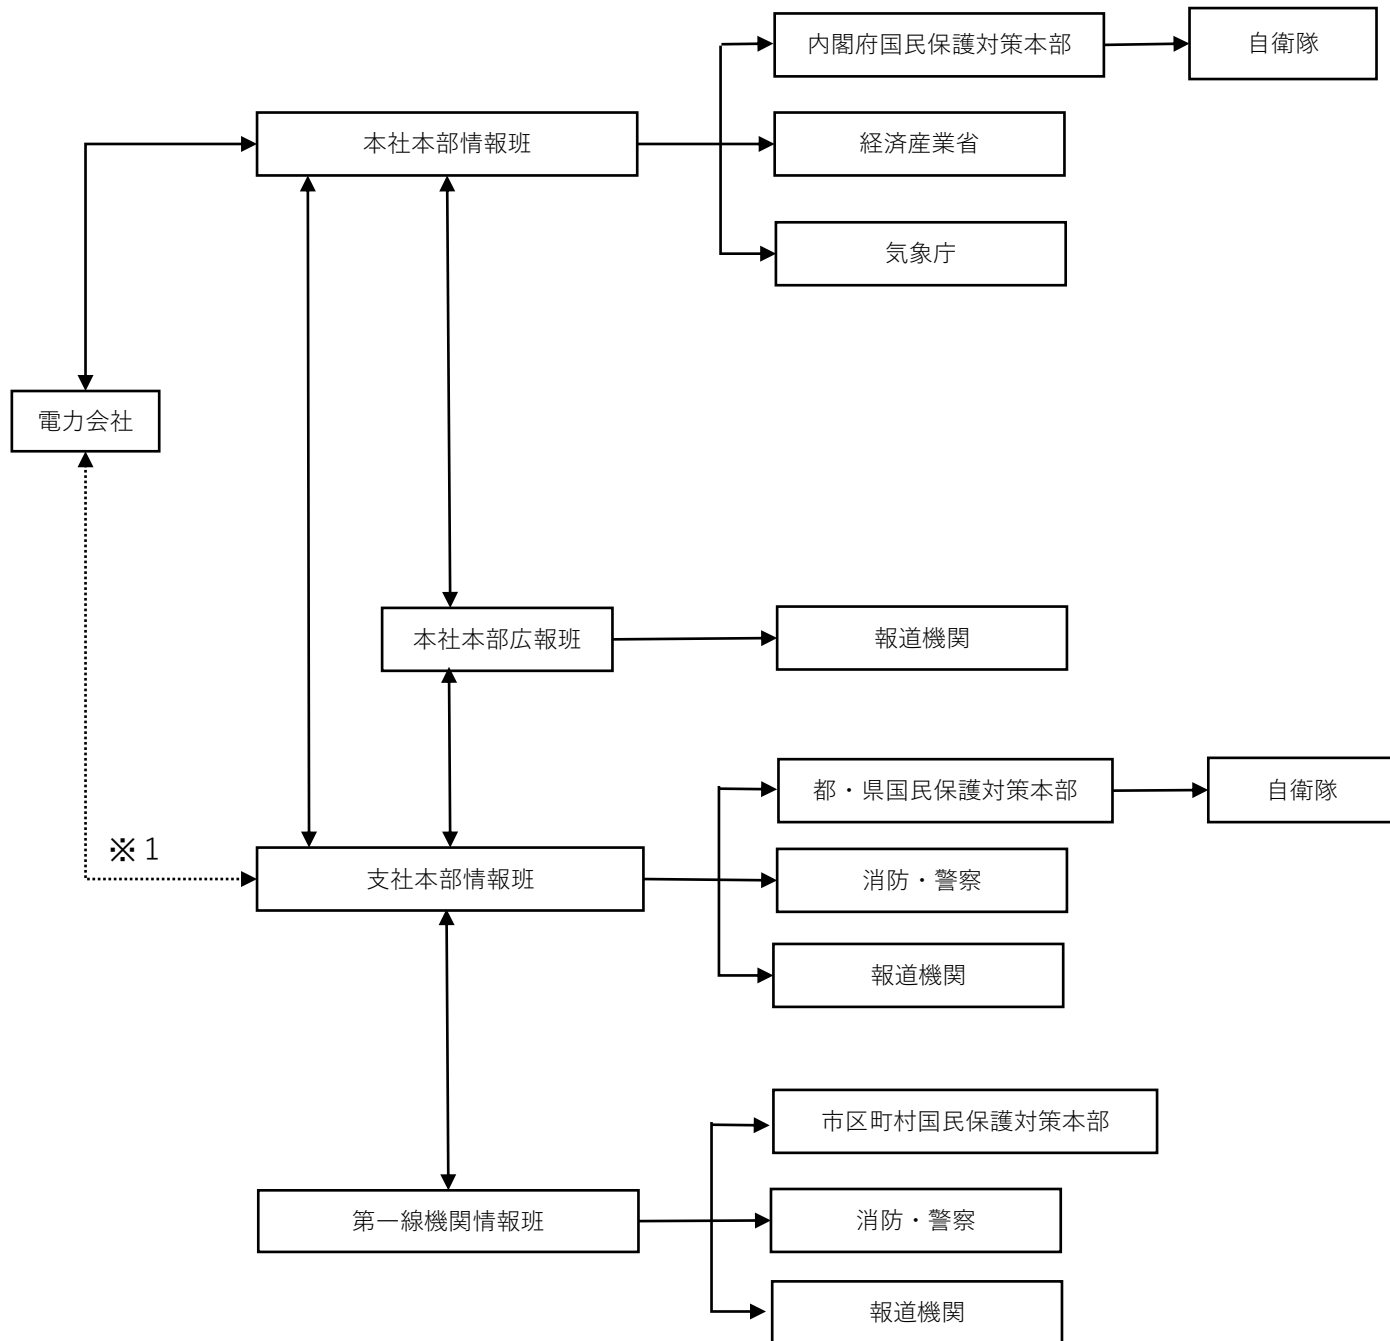 内閣府国民保護対策本部
自衛隊
本社本部情報班
経済産業省
気象庁
電力会社
本社本部広報班
報道機関
都・県国民保護対策本部
自衛隊
※1
支社本部情報班
消防・警察
報道機関
市区町村国民保護対策本部
第一線機関情報班
消防・警察
報道機関